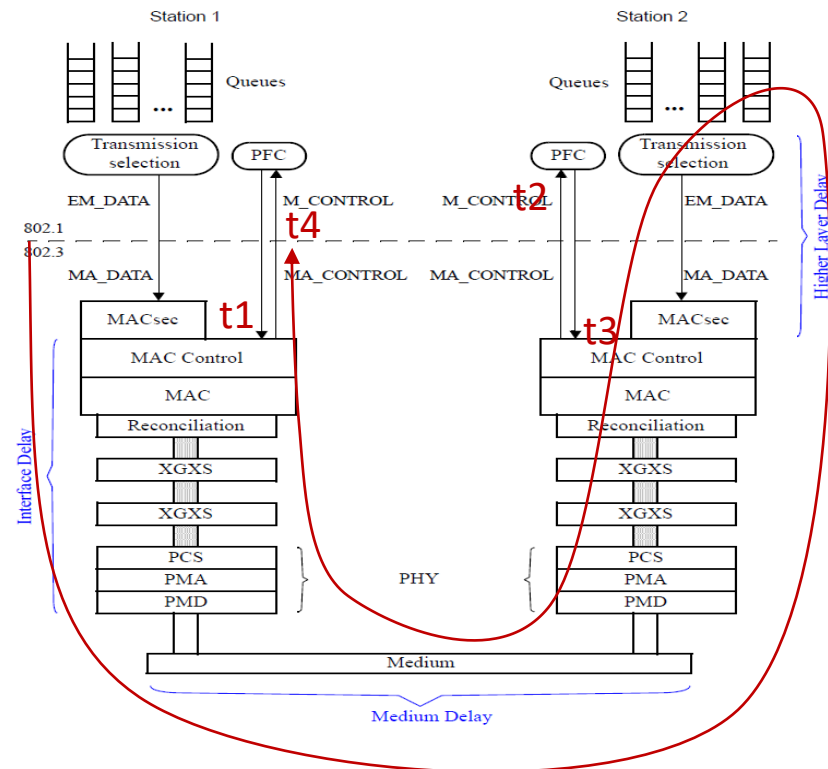 Station 1
Station 2
Queues
Queues
...
...
Transmission
selection
PFC
PFC
Transmission
selection
EM_DATA
M_CONTROL
M_CONTROL
EM_DATA
t2
t4
802.1
802.3
MA_DATA
MA_CONTROL
MA_CONTROL
MA_DATA
Higher Layer Delay
t1
t3
MACsec
MACsec
MAC Control
MAC Control
MAC
MAC
Reconciliation
Reconciliation
Interface Delay
XGXS
XGXS
XGXS
XGXS
PCS
PCS
PMA
PHY
PMA
PMD
PMD
Medium
Medium Delay